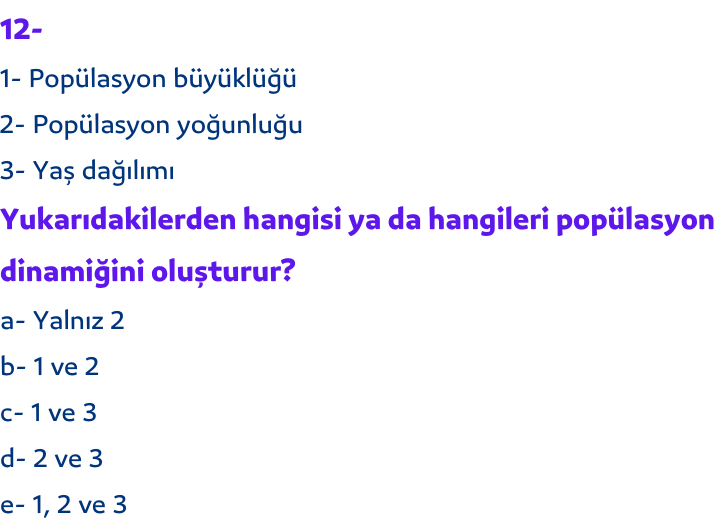 12-
1- Popülasyon büyüklüğü
2- Popülasyon yoğunluğu
3- Yaş dağılımı
Yukarıdakilerden hangisi ya da hangileri popülasyon
dinamiğini oluşturur?
a- Yalnız 2
b- 1 ve 2
c- 1 ve 3
d- 2 ve 3
e- 1, 2 ve 3